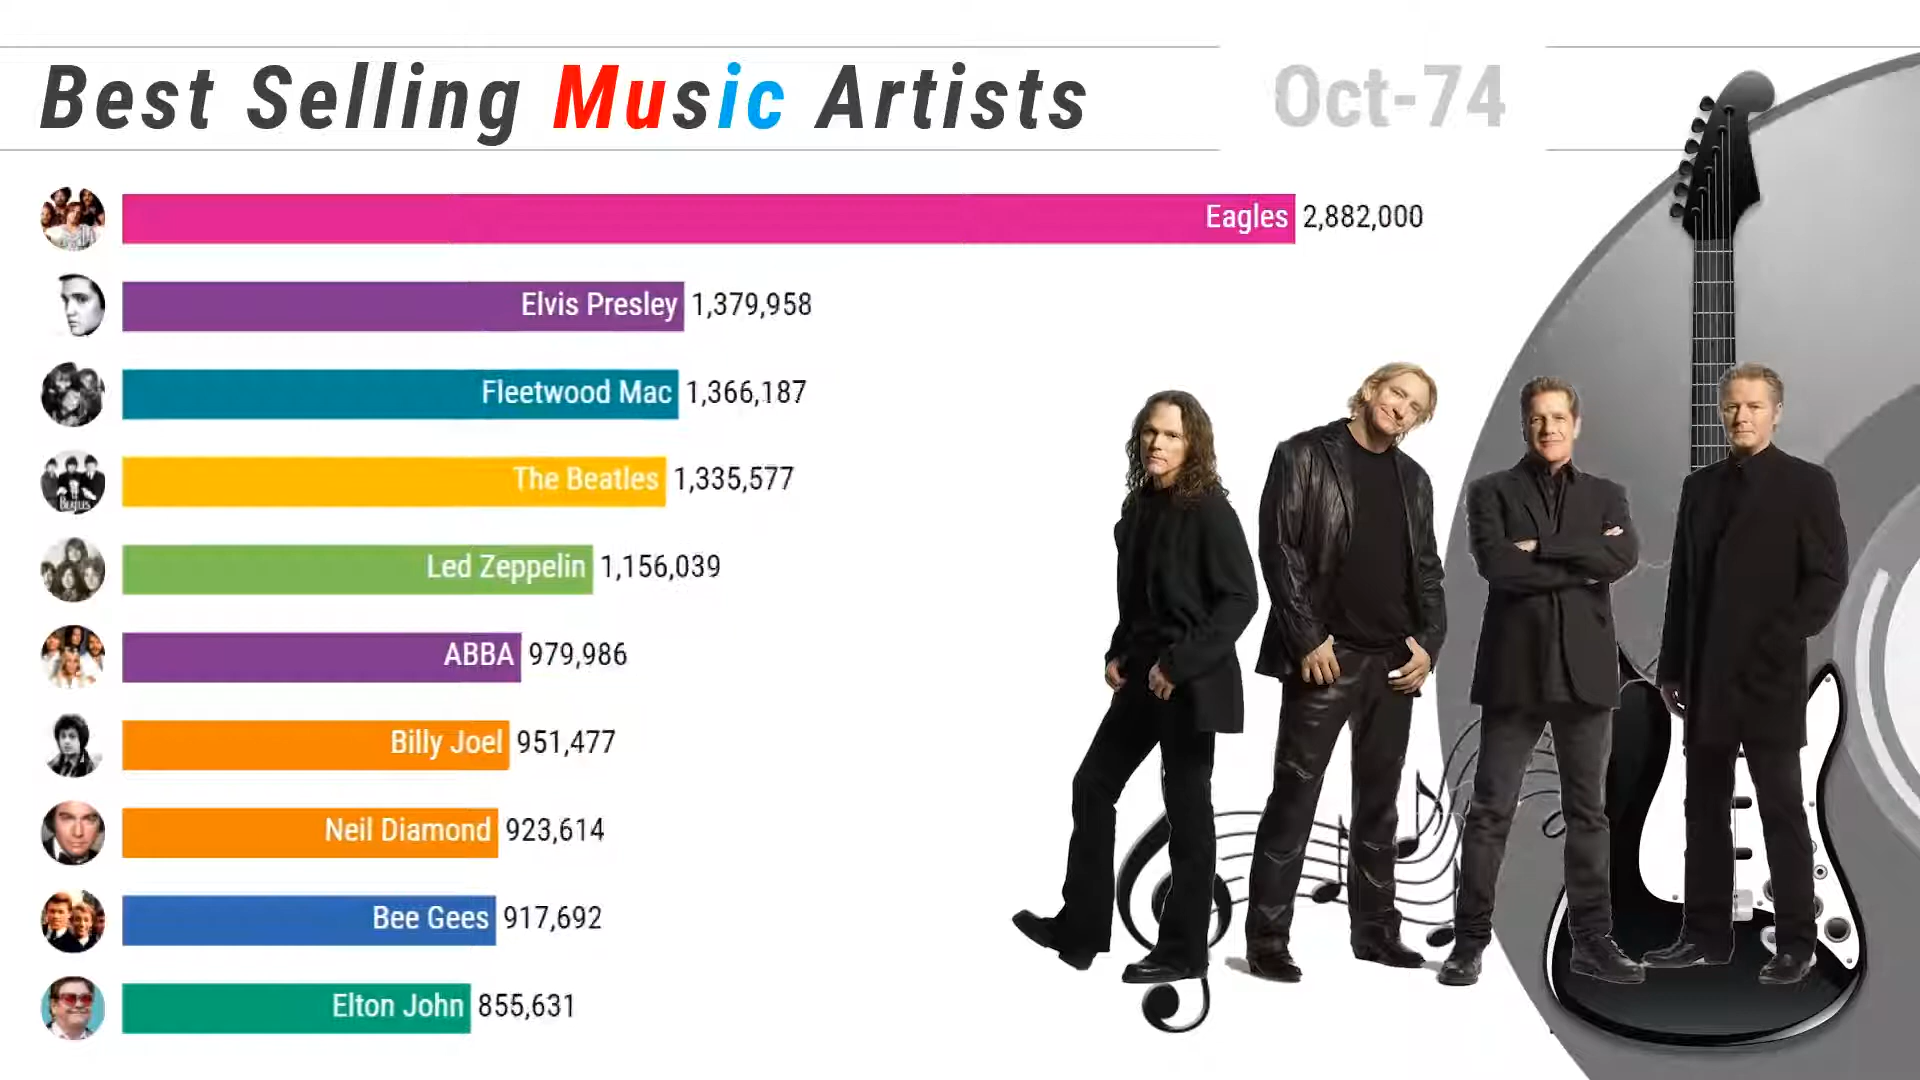 Best Selling Music Artists
Oct-74
Eagles 2,882,000
Elvis Presley 1,379,958
Fleetwood Mac 1,366,187
The Beatles 1,335,577
BEATLES
Led Zeppelin 1,156,039
ABBA 979,986
Billy Joel 951,477
Neil Diamond 923,614
Bee Gees 917,692
Elton John 855,631